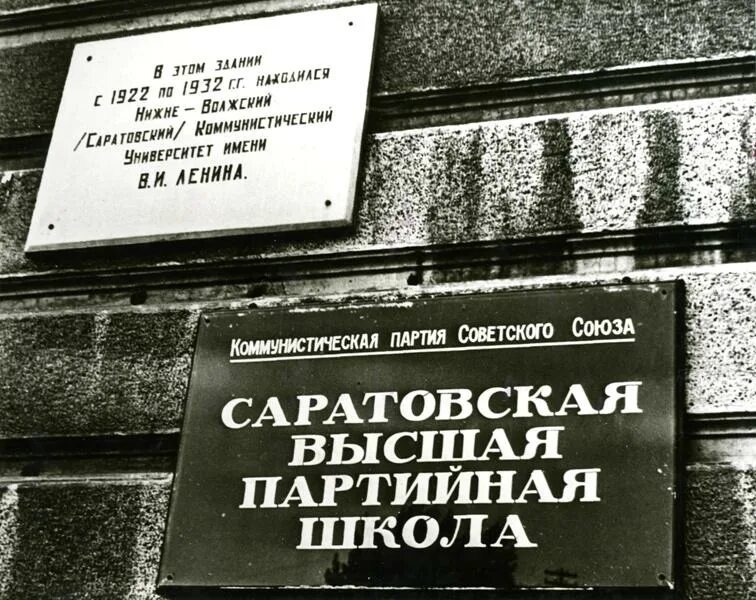 В этом здании
с 1922 по 1932 г.г. находился
Нижне – Волжский
/Саратовский/ Коммунистический
Университет имени
В.И. Ленина.
Коммунистическая партия Советского Союза
САРАТОВСКАЯ
ВЫСШАЯ
ПАРТИЙНАЯ
ШКОЛА